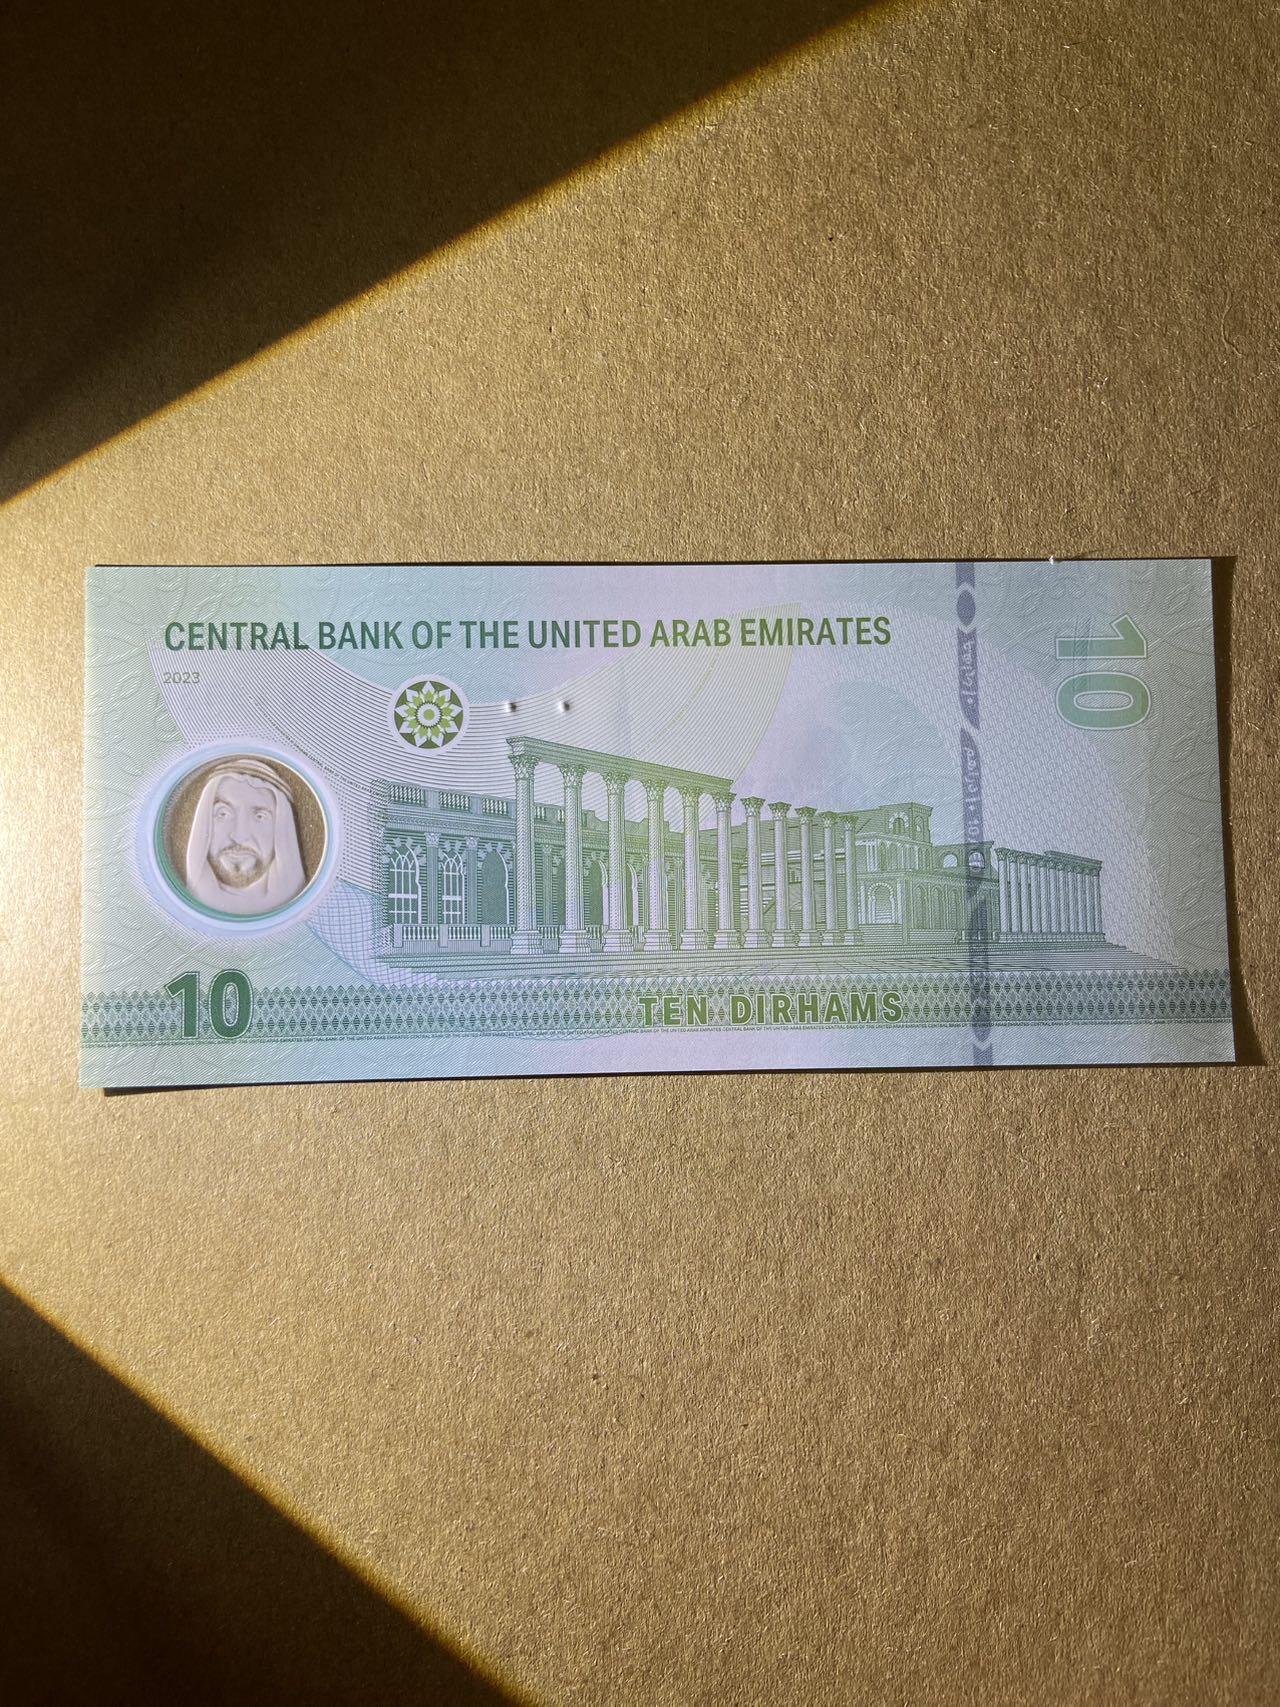 CENTRAL BANK OF THE UNITED ARAB EMIRATES
2023
10
10
TEN DIRHAMS